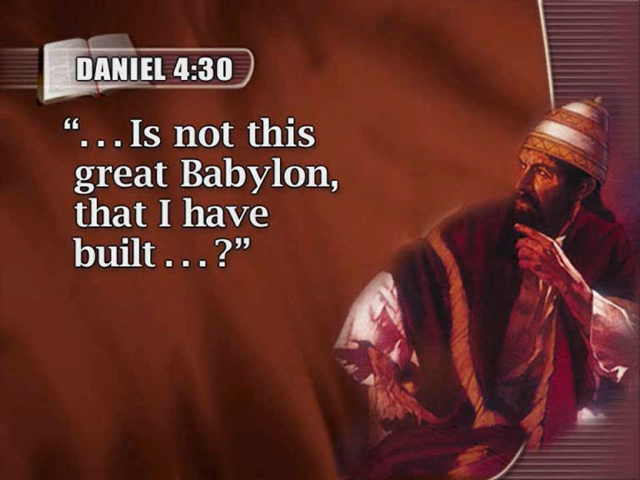 DANIEL 4:30
“. . . Is not this
great Babylon,
that I have
built . . . ?”